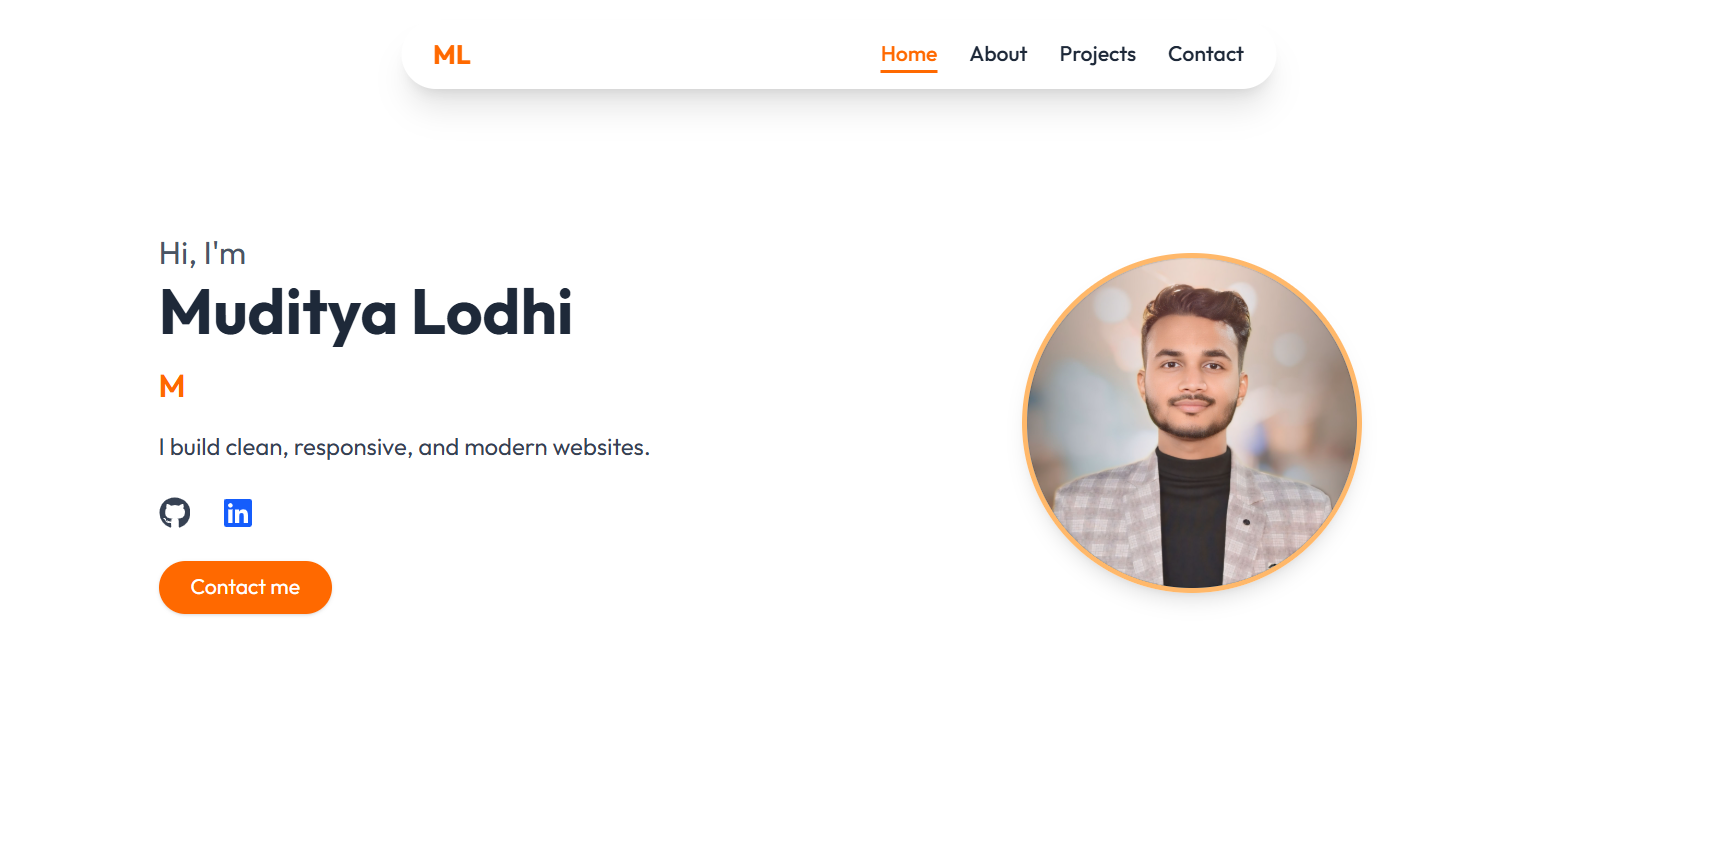 ML
Home About Projects Contact
Hi, I'm
Muditya Lodhi
M
I build clean, responsive, and modern websites.
in
Contact me